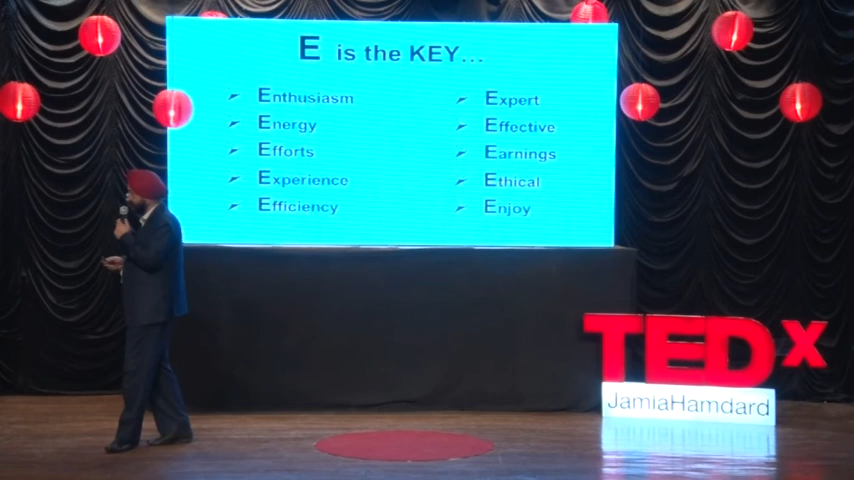 E is the KEY...
Enthusiasm
Energy
Efforts
Experience
Efficiency
Expert
Effective
Earnings
Ethical
Enjoy
TEDx
JamiaHamdard